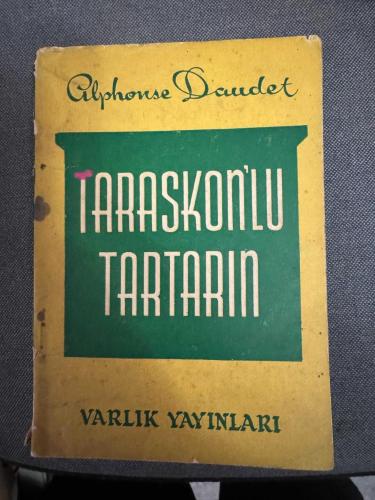 Alphonse Daudet
TARASKON'LU
TARTARIN
VARLIK YAYINLARI